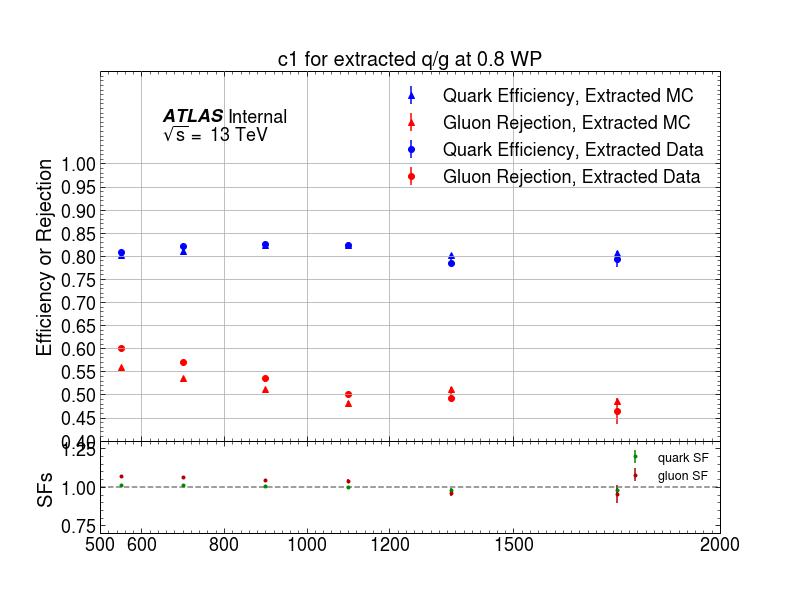 c1 for extracted q/g at 0.8 WP
ATLAS Internal
√s = 13 TeV
Quark Efficiency, Extracted MC
Gluon Rejection, Extracted MC
Quark Efficiency, Extracted Data
Gluon Rejection, Extracted Data
Efficiency or Rejection
1.00
0.95
0.90
0.85
0.80
0.75
0.70
0.65
0.60
0.55
0.50
0.45
0.40
SFs
1.25
1.00
0.75
quark SF
gluon SF
500 600 800 1000 1200 1500 2000